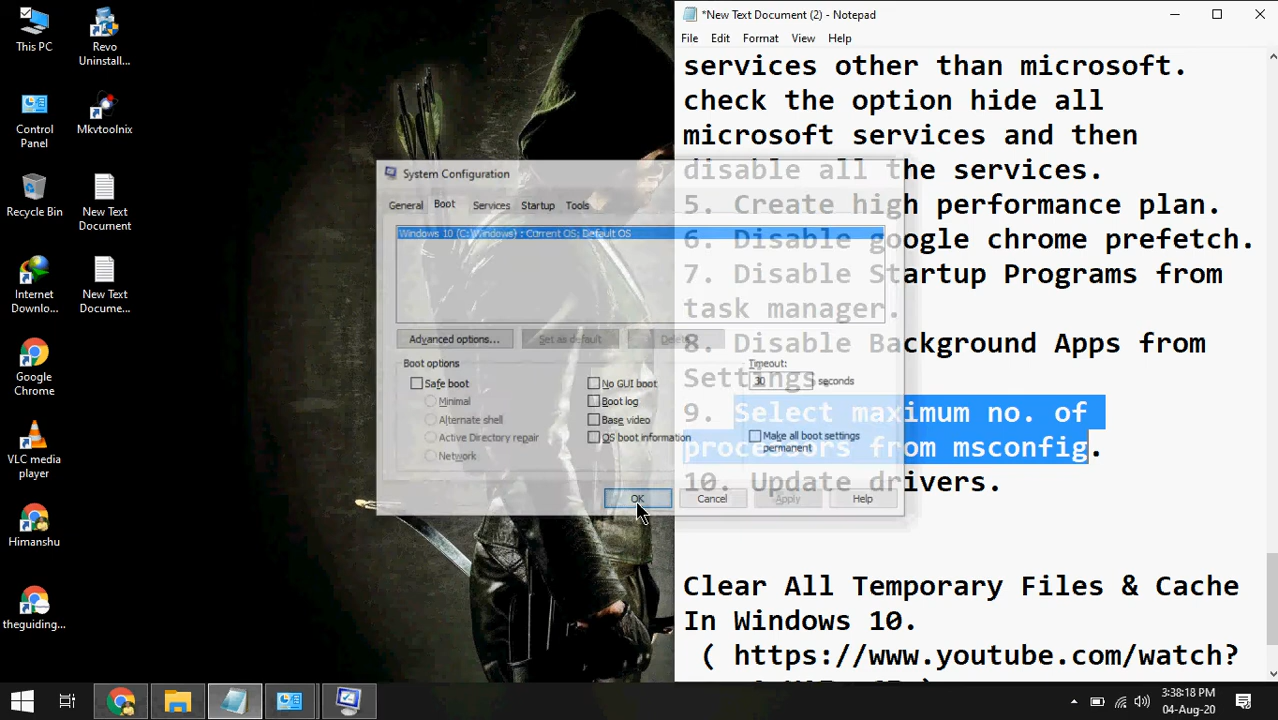 This PC
Revo
Uninstall...
Control
Panel
Mkvtoolnix
Recycle Bin
New Text
Document
Internet
Downlo...
New Text
Docume...
Google
Chrome
VLC media
player
Himanshu
theguiding...
*New Text Document (2) - Notepad
File Edit Format View Help
services other than microsoft.
check the option hide all
microsoft services and then
disable all the services.
5. Create high performance plan.
6. Disable google chrome prefetch.
7. Disable Startup Programs from
task manager.
8. Disable Background Apps from
Settings
9. Select maximum no. of
processors from msconfig.
10. Update drivers.
Clear All Temporary Files & Cache
In Windows 10.
( https://www.youtube.com/watch?
System Configuration
General Boot Services Startup Tools
Windows 10 (C:\Windows) : Current OS; Default OS
Advanced options... Set as default Delete
Boot options
Safe boot
Minimal
Alternate shell
Active Directory repair
Network
No GUI boot
Boot log
Base video
OS boot information
Timeout:
30 seconds
Make all boot settings
permanent
OK Cancel Apply Help
3:38:18 PM
04-Aug-20